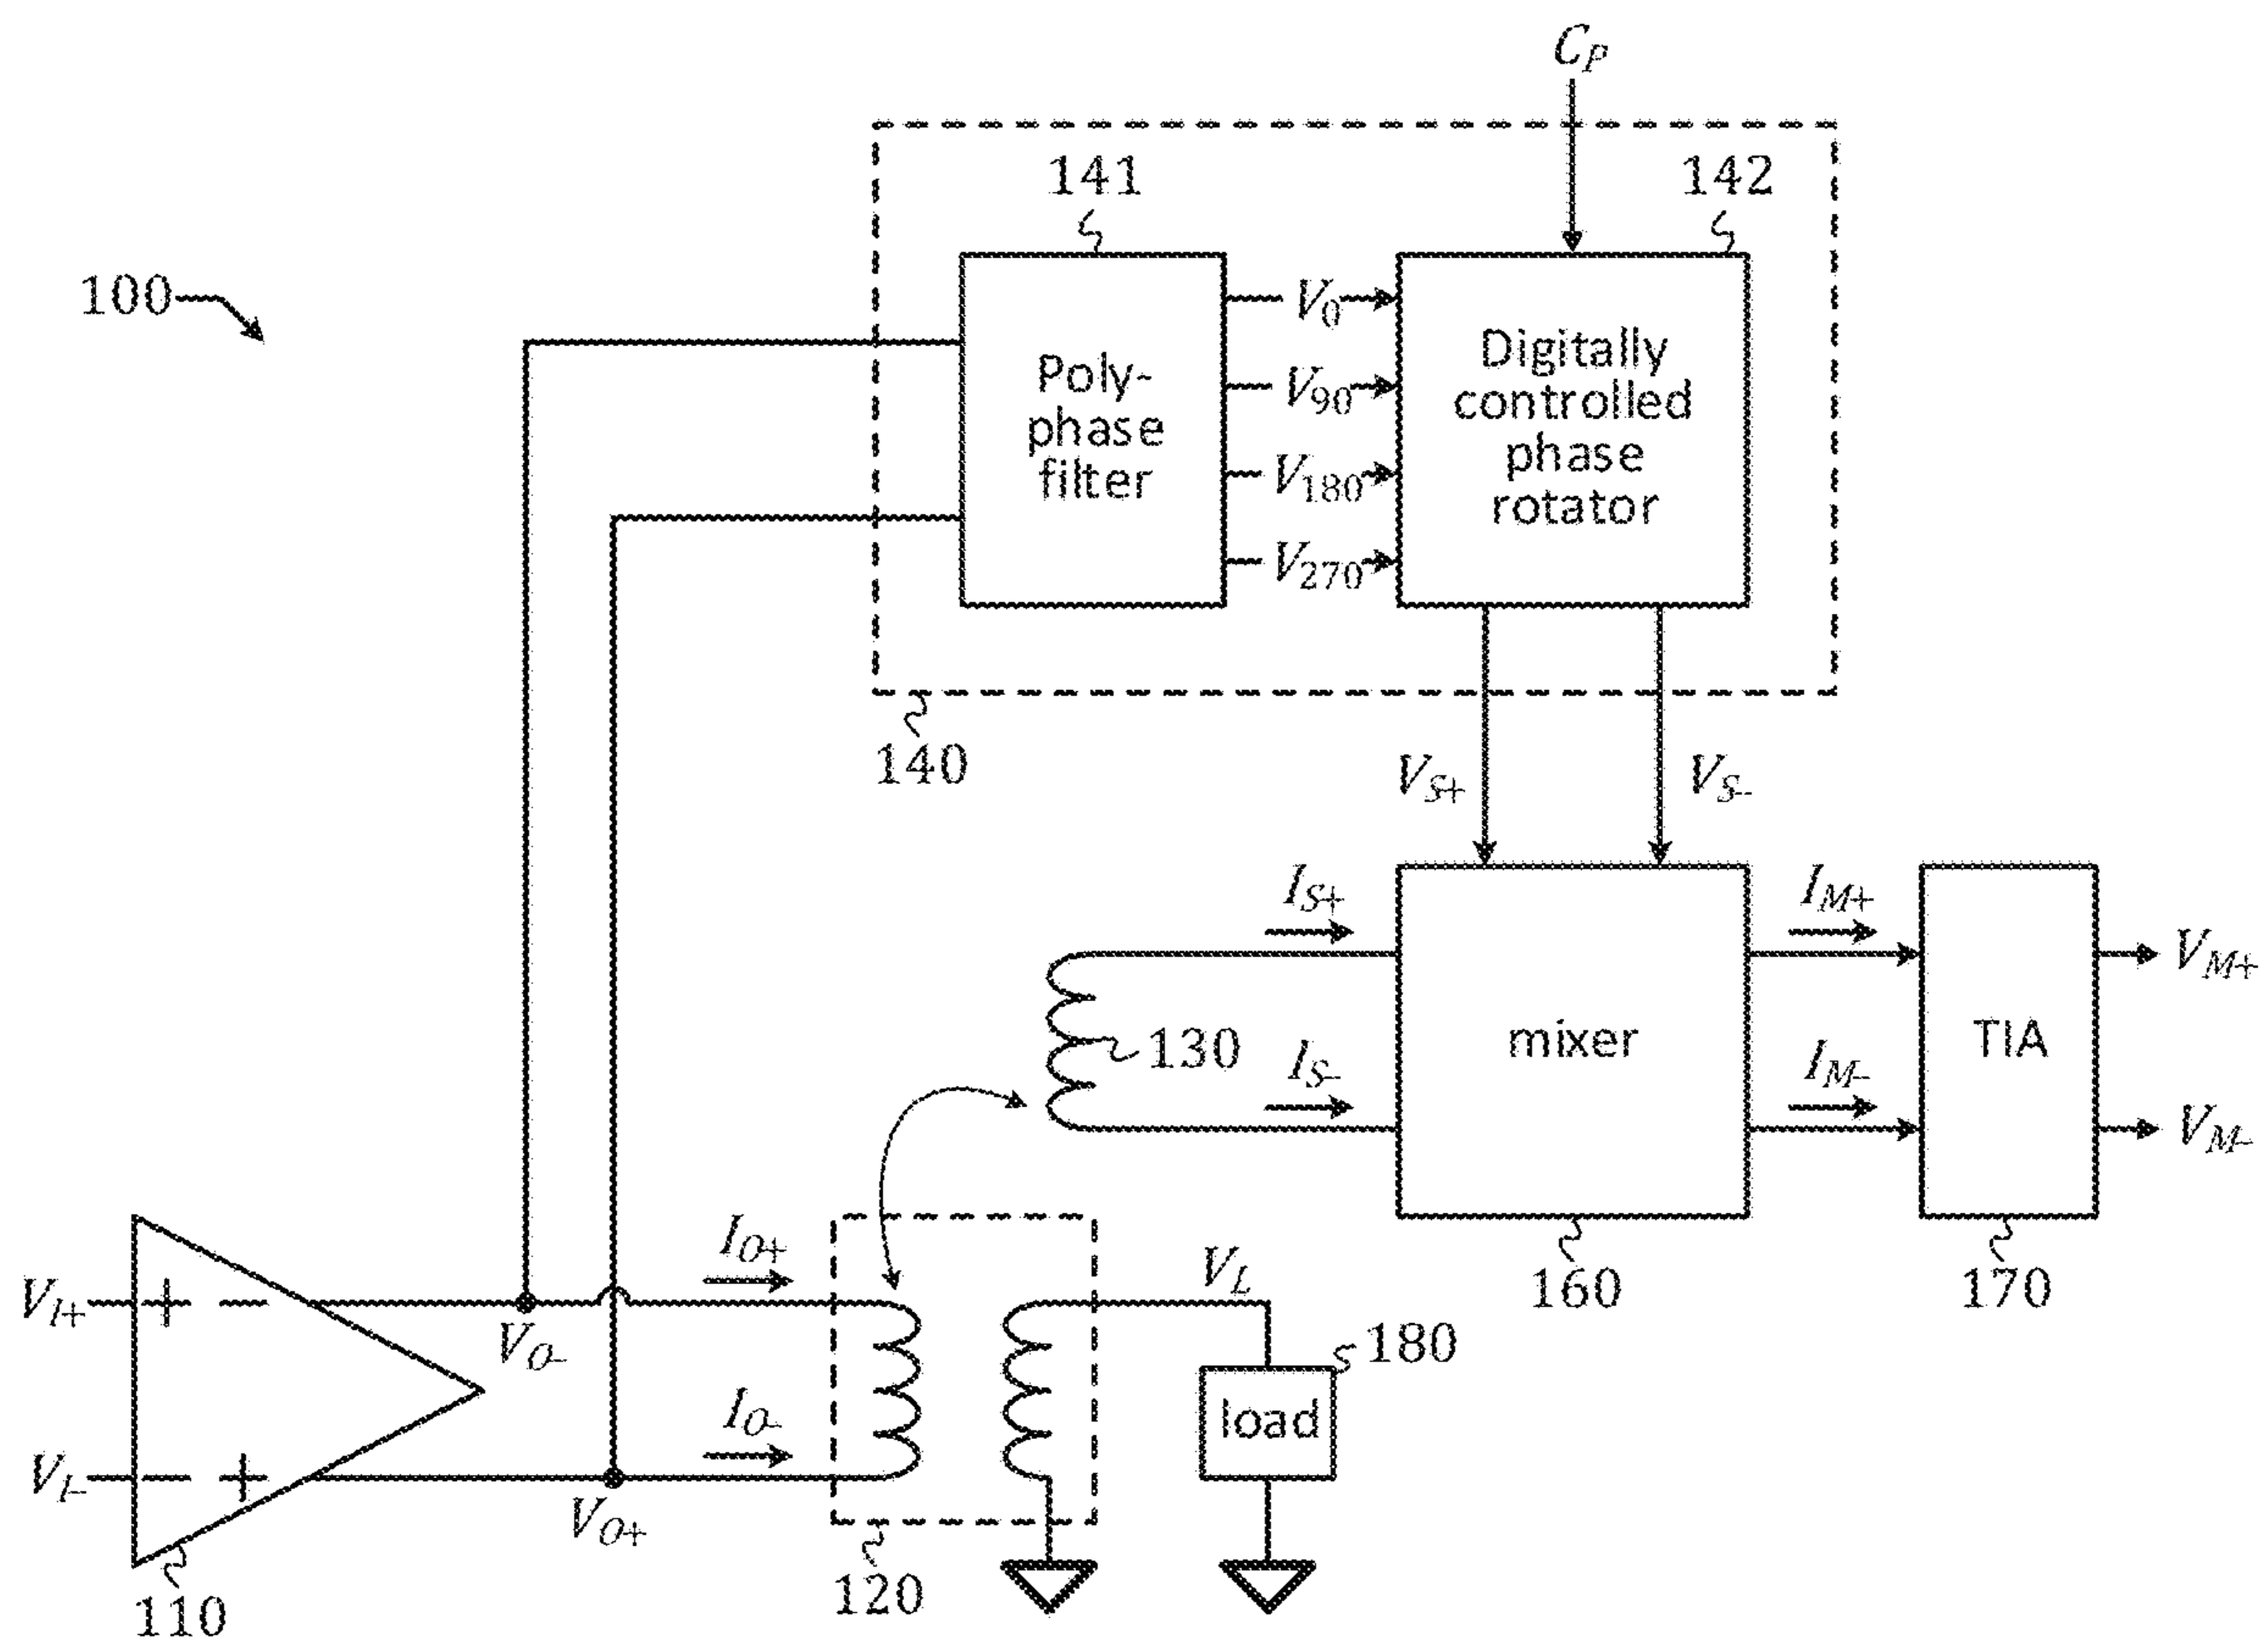 C_P
141
142
100
V_0
V_90
V_180
V_270
Poly-
phase
filter
Digitally
controlled
phase
rotator
140
V_S+
V_S-
I_S+
I_S-
130
mixer
160
I_M+
I_M-
TIA
170
V_M+
V_M-
V_I+
+ −
V_I-
− +
110
V_O-
V_O+
I_O+
I_O-
120
V_L
180
load